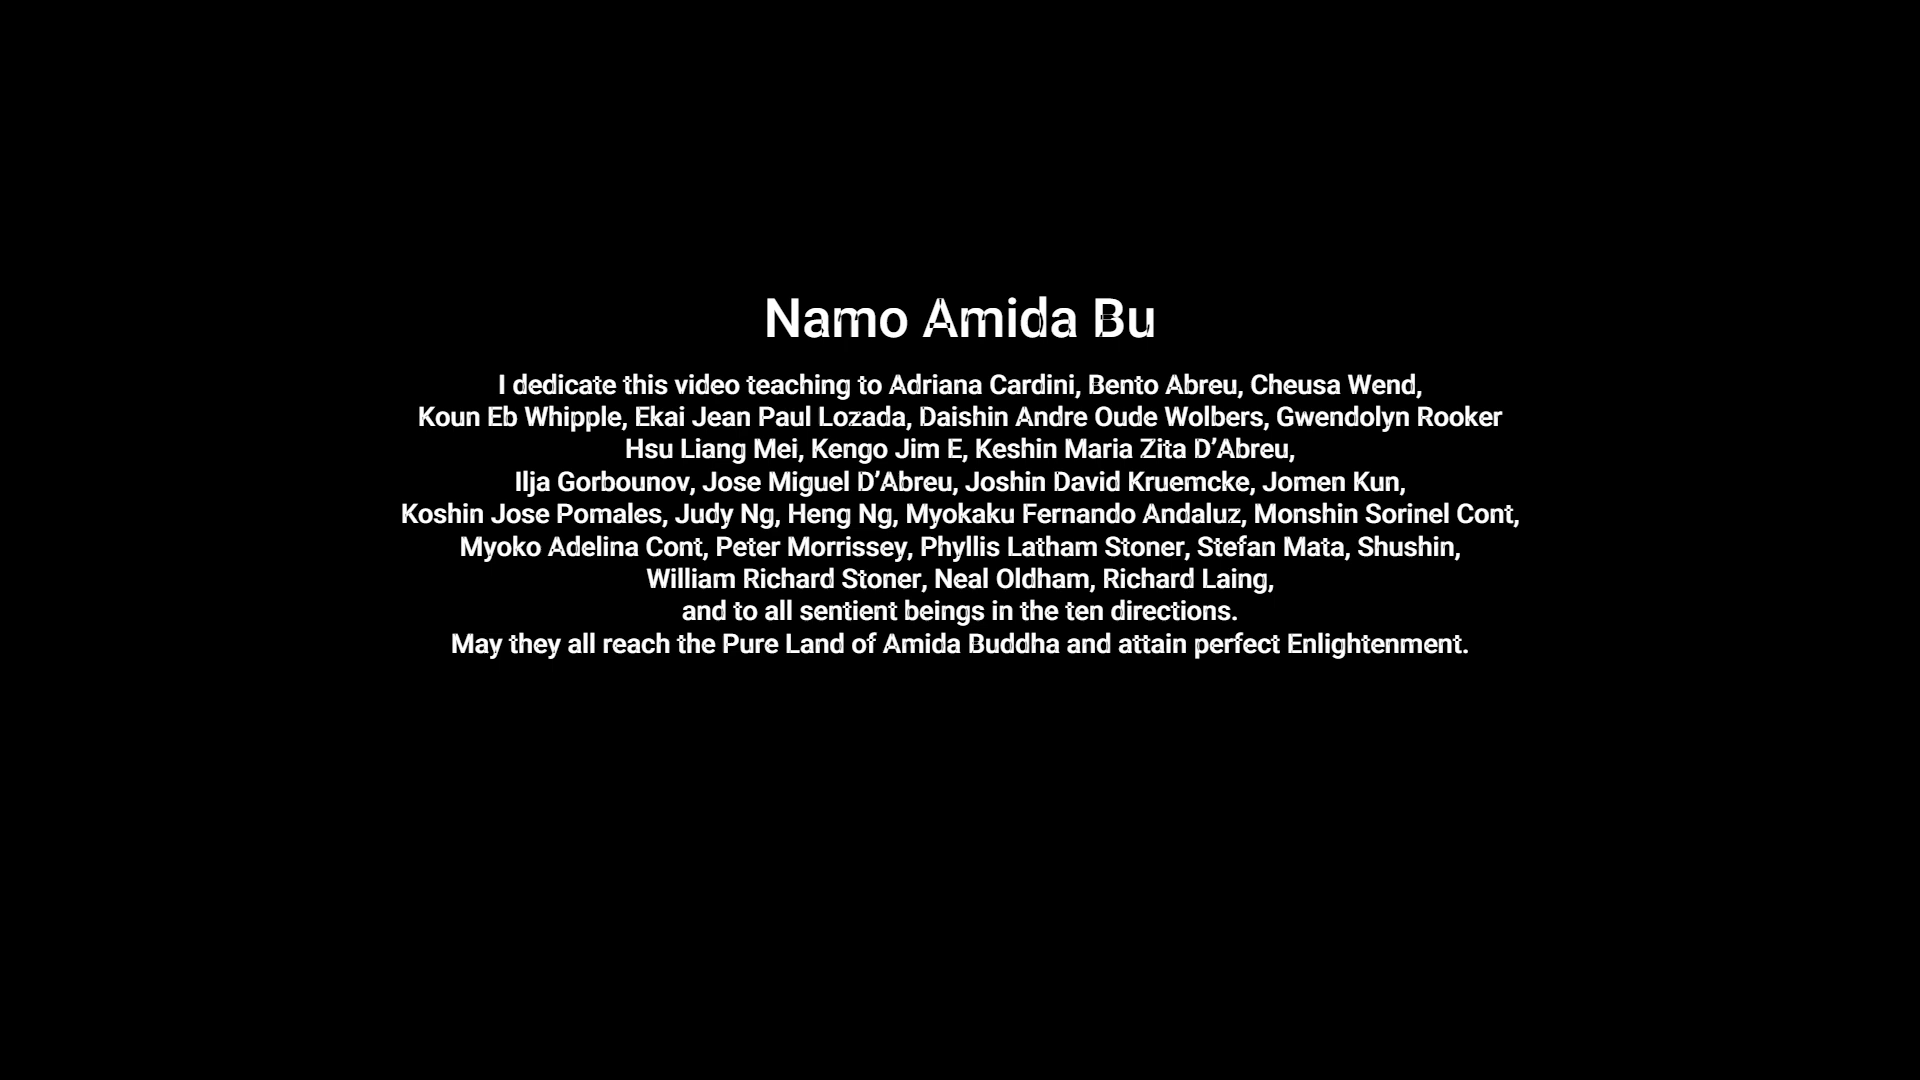 Namo Amida Bu
I dedicate this video teaching to Adriana Cardini, Bento Abreu, Cheusa Wend,
Koun Eb Whipple, Ekai Jean Paul Lozada, Daishin Andre Oude Wolbers, Gwendolyn Rooker
Hsu Liang Mei, Kengo Jim E, Keshin Maria Zita D’Abreu,
Ilja Gorbounov, Jose Miguel D’Abreu, Joshin David Kruemcke, Jomen Kun,
Koshin Jose Pomales, Judy Ng, Heng Ng, Myokaku Fernando Andaluz, Monshin Sorinel Cont,
Myoko Adelina Cont, Peter Morrissey, Phyllis Latham Stoner, Stefan Mata, Shushin,
William Richard Stoner, Neal Oldham, Richard Laing,
and to all sentient beings in the ten directions.
May they all reach the Pure Land of Amida Buddha and attain perfect Enlightenment.